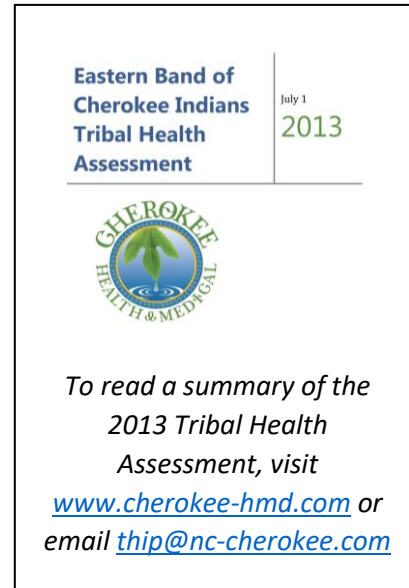 Eastern Band of
Cherokee Indians
Tribal Health
Assessment
July 1
2013
CHEROKEE
HEALTH & MEDICAL
To read a summary of the
2013 Tribal Health
Assessment, visit
www.cherokee-hmd.com or
email thip@nc-cherokee.com